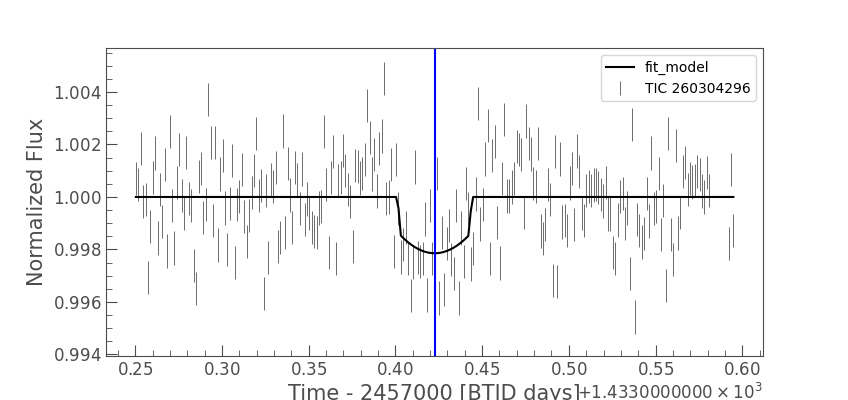 fit_model
TIC 260304296
Normalized Flux
1.004
1.002
1.000
0.998
0.996
0.994
0.25
0.30
0.35
0.40
0.45
0.50
0.55
0.60
Time - 2457000 [BTJD days]
+1.4330000000 × 10³